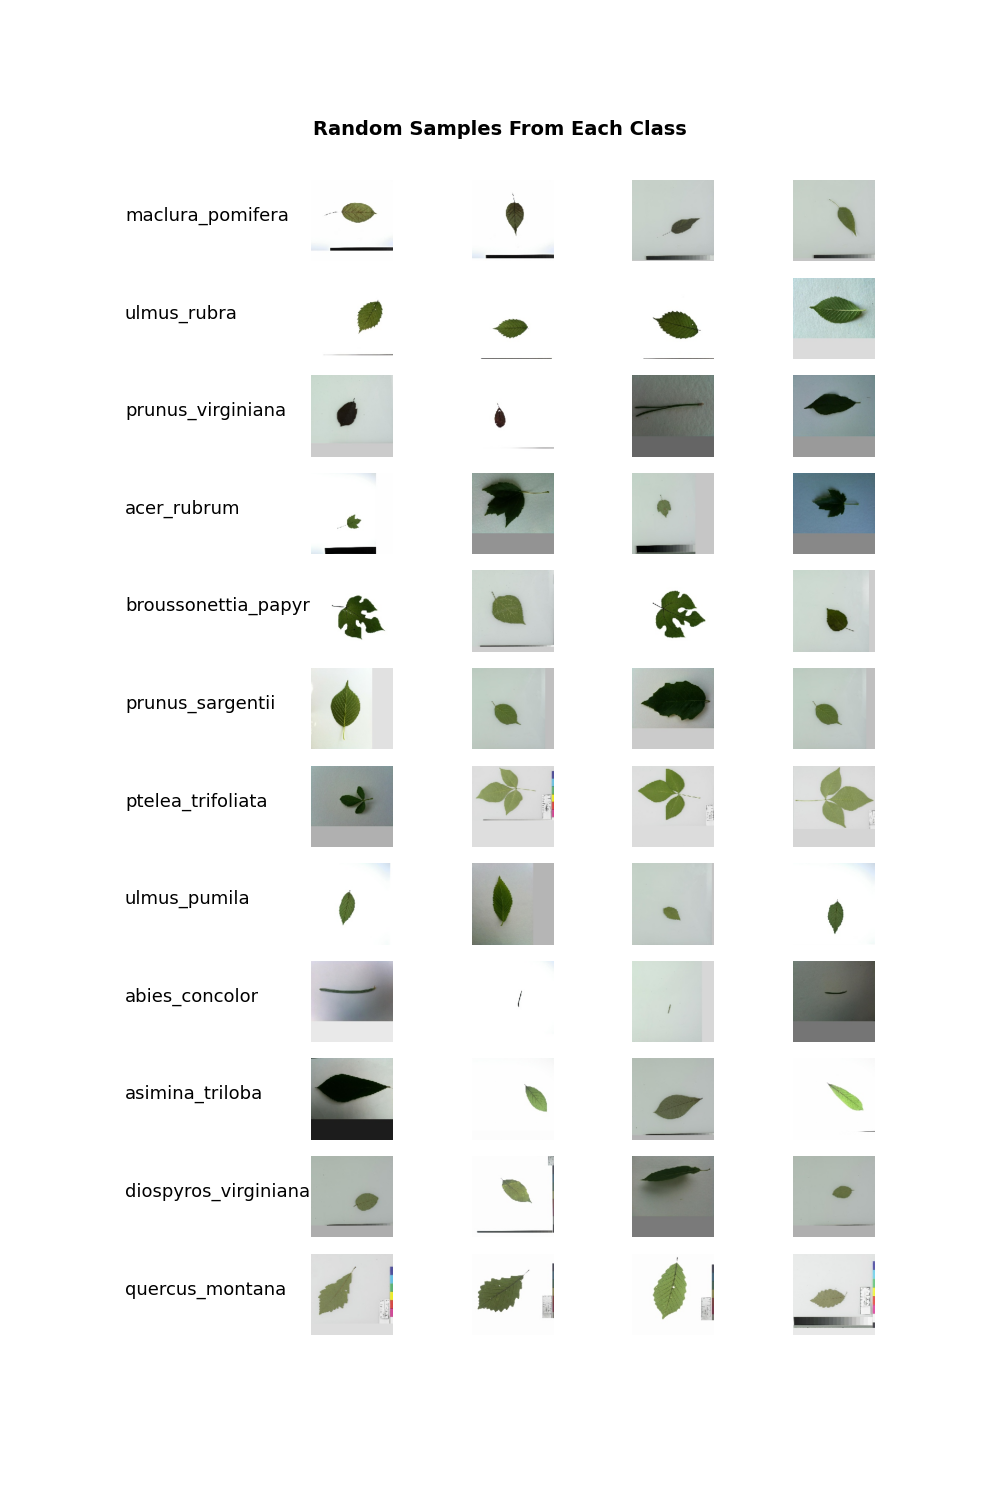 Random Samples From Each Class
maclura_pomifera
ulmus_rubra
prunus_virginiana
acer_rubrum
broussonettia_papyr
prunus_sargentii
ptelea_trifoliata
ulmus_pumila
abies_concolor
asimina_triloba
diospyros_virginiana
quercus_montana